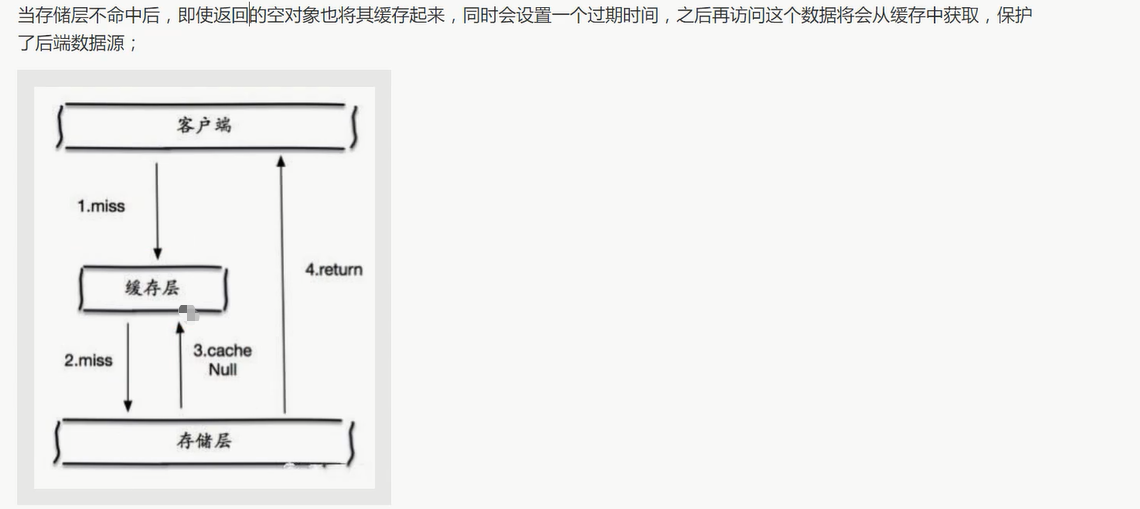 当存储层不命中后，即使返回的空对象也将其缓存起来，同时会设置一个过期时间，之后再访问这个数据将会从缓存中获取，保护
了后端数据源；
客户端
1.miss
4.return
缓存层
2.miss
3.cache
Null
存储层